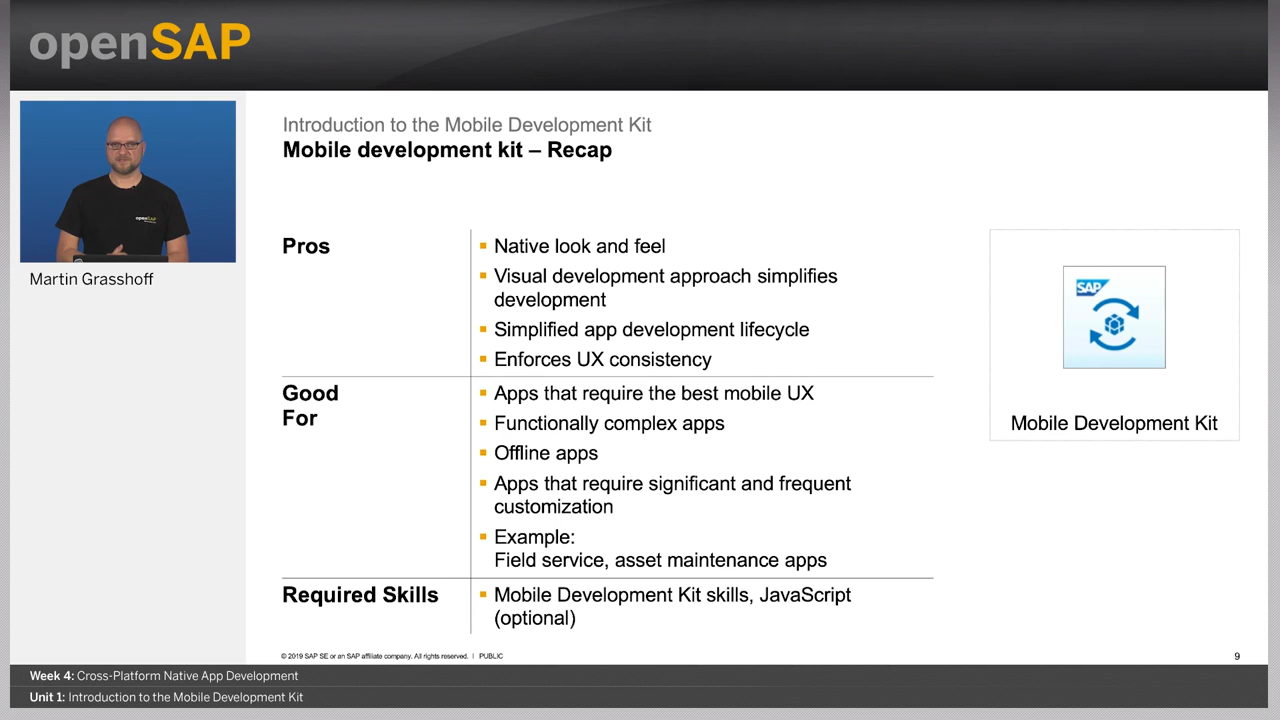 openSAP
Introduction to the Mobile Development Kit
Mobile development kit – Recap
openSAP
Martin Grasshoff
Pros
Native look and feel
Visual development approach simplifies
development
Simplified app development lifecycle
Enforces UX consistency
Good
For
Apps that require the best mobile UX
Functionally complex apps
Offline apps
Apps that require significant and frequent
customization
Example:
Field service, asset maintenance apps
Required Skills
Mobile Development Kit skills, JavaScript
(optional)
SAP
Mobile Development Kit
© 2019 SAP SE or an SAP affiliate company. All rights reserved. | PUBLIC
9
Week 4: Cross-Platform Native App Development
Unit 1: Introduction to the Mobile Development Kit